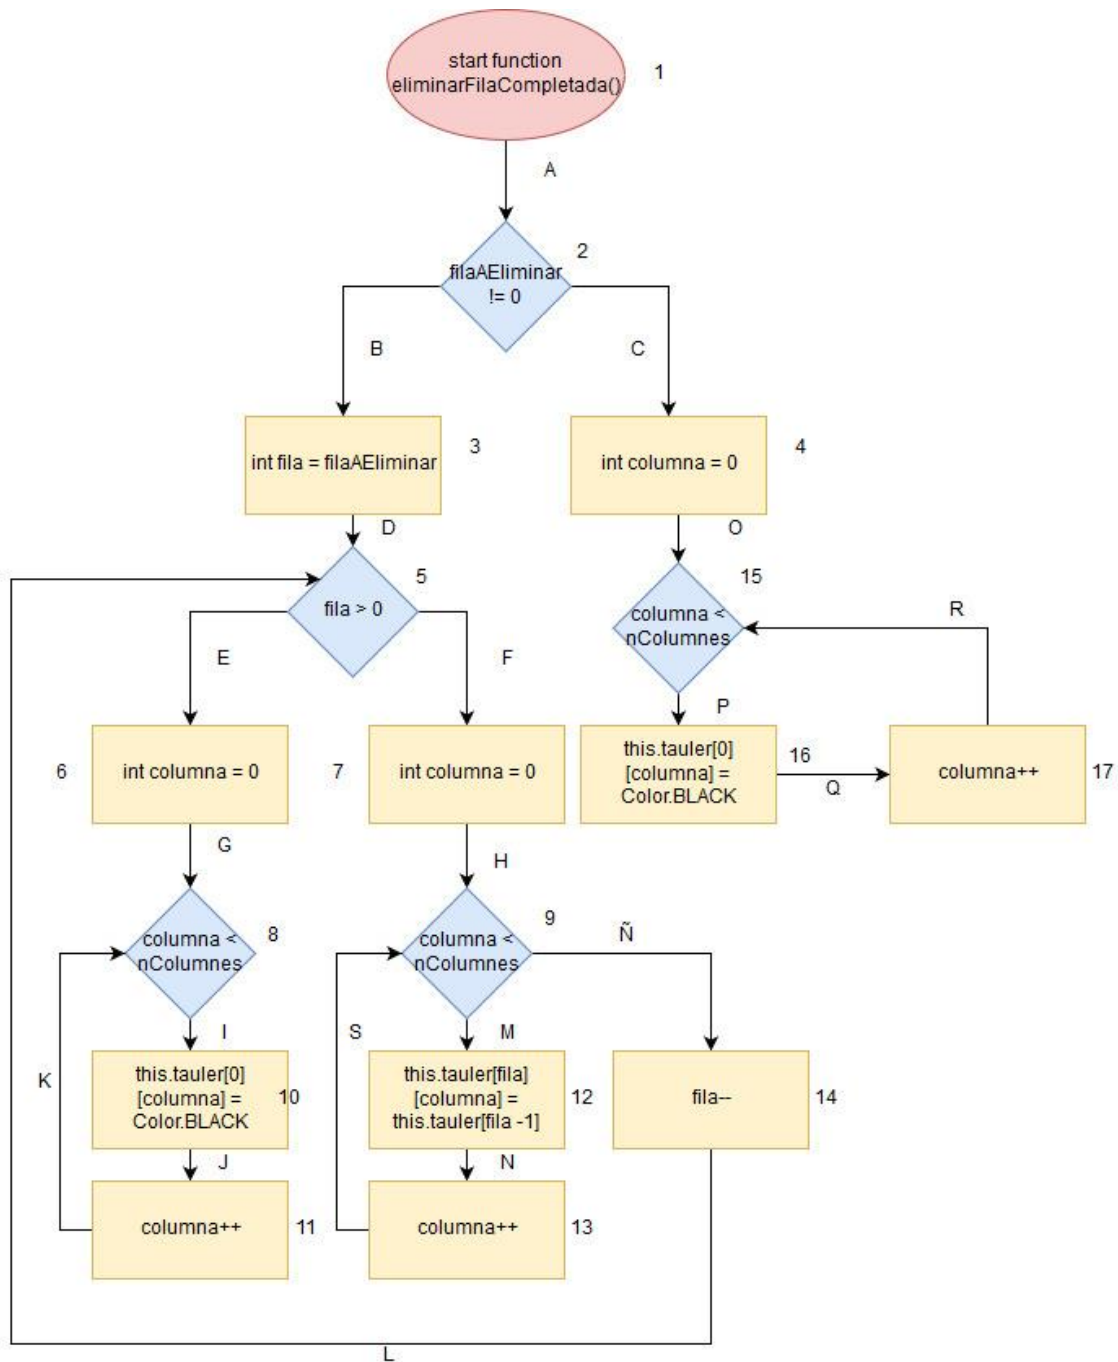 start function
eliminarFilaCompletada()
1
A
filaAEliminar
!= 0
2
B
C
int fila = filaAEliminar
3
int columna = 0
4
D
O
fila > 0
5
columna <
nColumnes
15
R
E
F
P
6
int columna = 0
7
int columna = 0
this.tauler[0]
[columna] =
Color.BLACK
16
Q
columna++
17
G
H
columna <
nColumnes
8
columna <
nColumnes
9
Ñ
K
I
S
M
this.tauler[0]
[columna] =
Color.BLACK
10
this.tauler[fila]
[columna] =
this.tauler[fila -1]
12
fila--
14
J
N
columna++
11
columna++
13
L